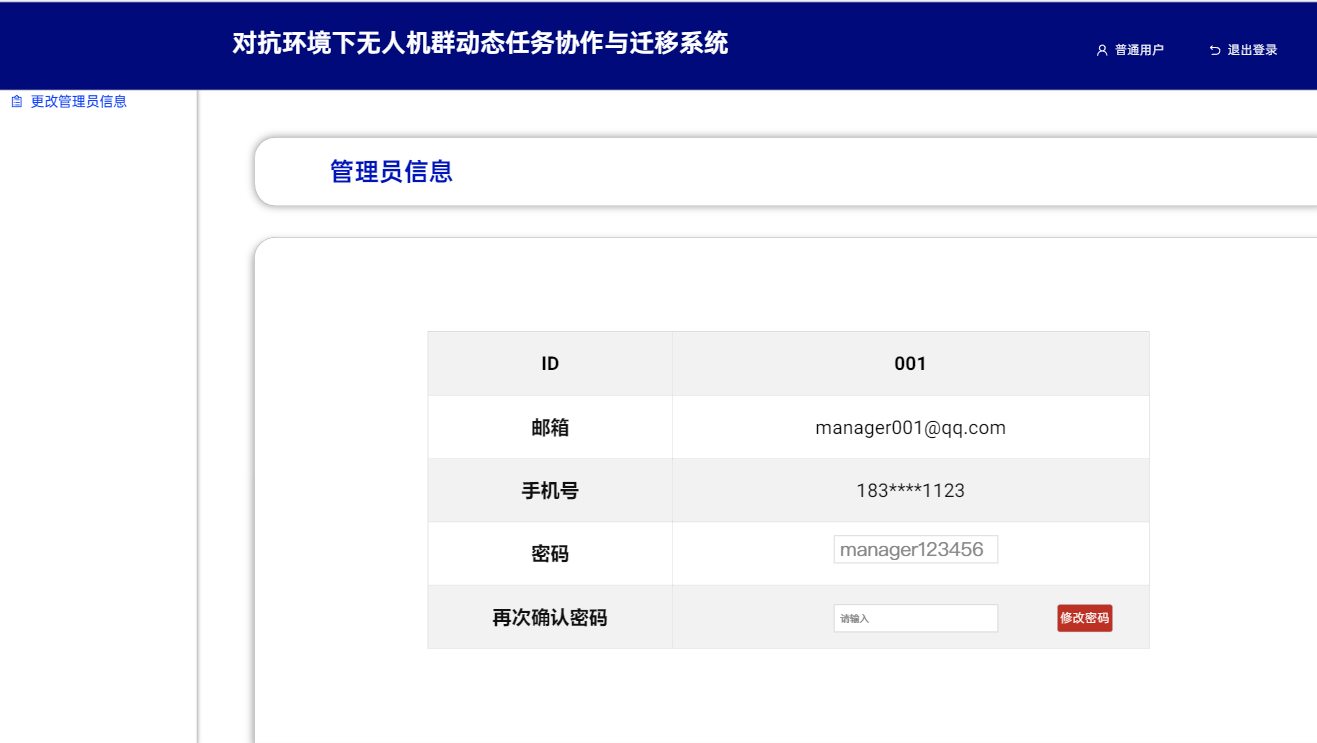 对抗环境下无人机群动态任务协作与迁移系统
普通用户 退出登录
更改管理员信息
管理员信息
ID 001
邮箱 manager001@qq.com
手机号 183****1123
密码 manager123456
再次确认密码 请输入 修改密码